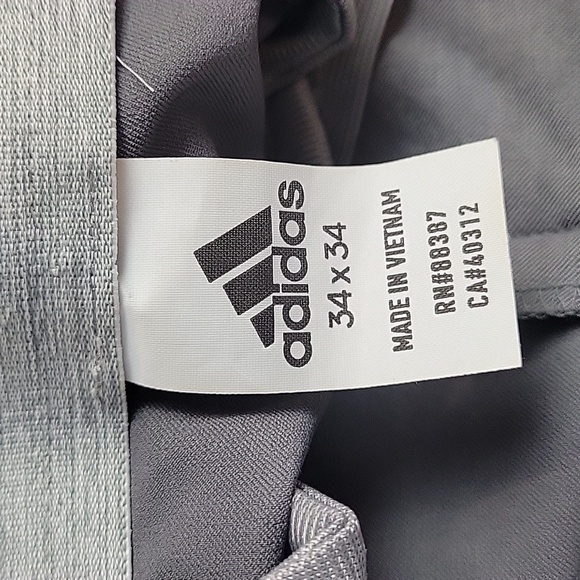 adidas
34 x 34
MADE IN VIETNAM
RN#88387
CA#40312